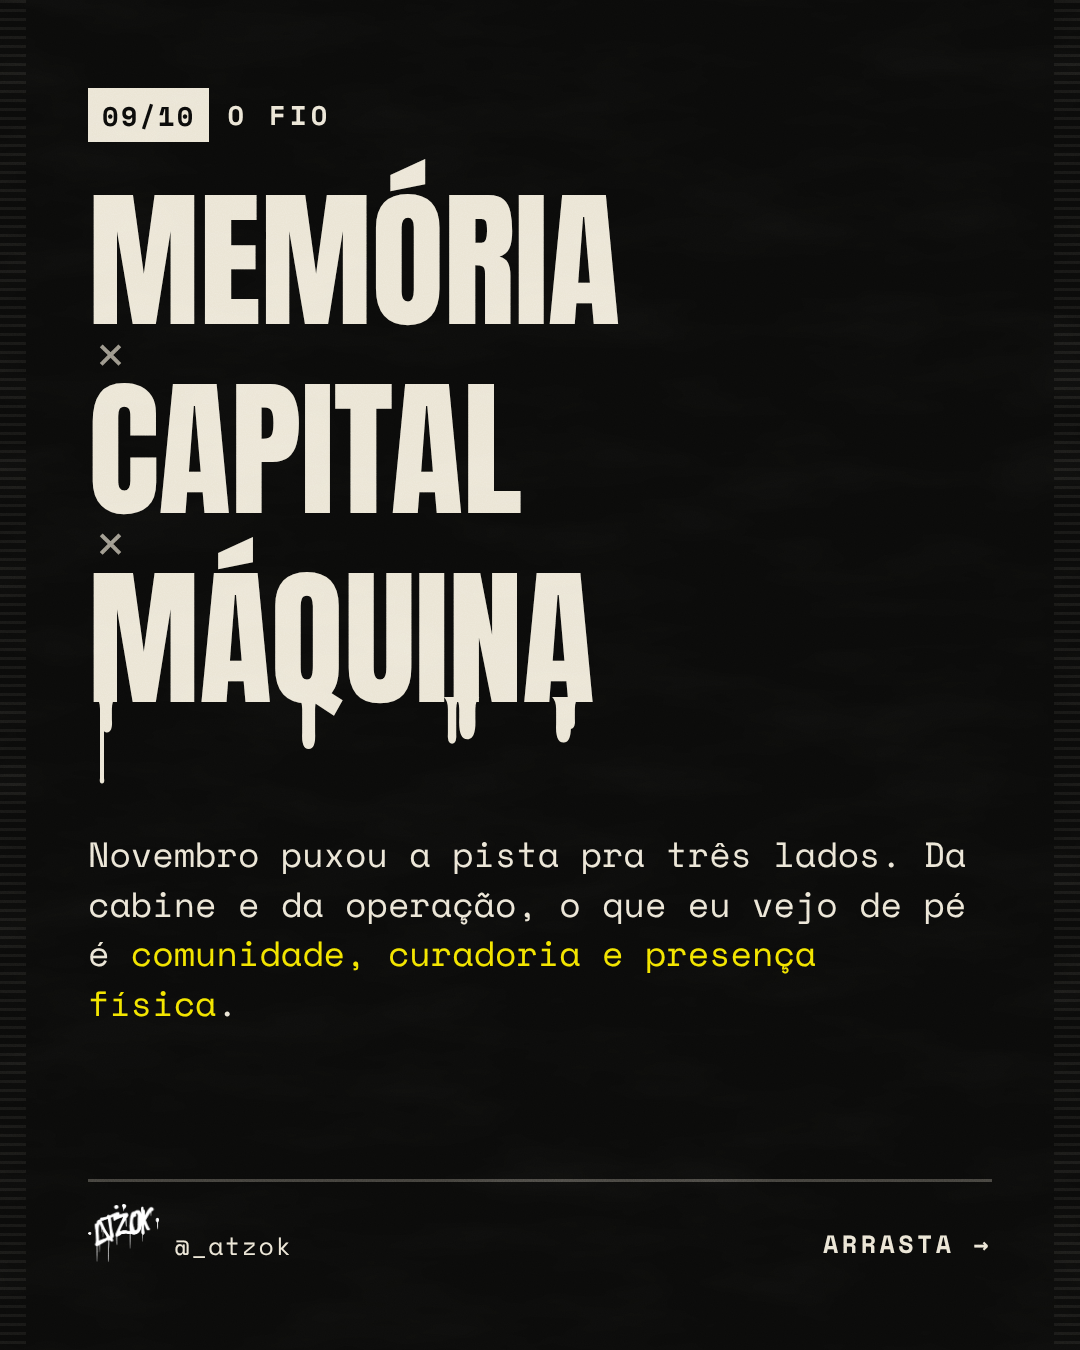 09/10 O FIO
MEMÓRIA
×
CAPITAL
×
MÁQUINA
Novembro puxou a pista pra três lados. Da
cabine e da operação, o que eu vejo de pé
é comunidade, curadoria e presença
física.
ATZOK
@_atzok
ARRASTA →